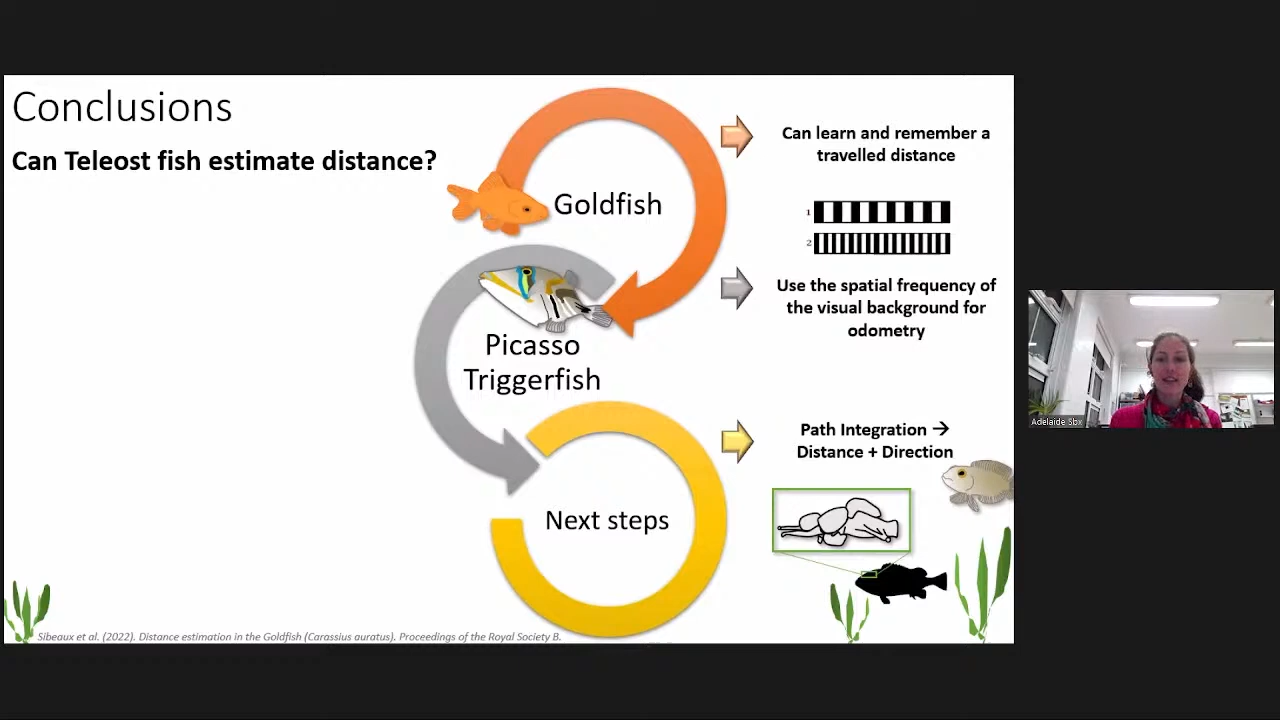 Conclusions
Can Teleost fish estimate distance?
Goldfish
Can learn and remember a
travelled distance
1
2
Picasso
Triggerfish
Use the spatial frequency of
the visual background for
odometry
Next steps
Path Integration →
Distance + Direction
Sibeaux et al. (2022). Distance estimation in the Goldfish (Carassius auratus). Proceedings of the Royal Society B.
Adelaide Sbx